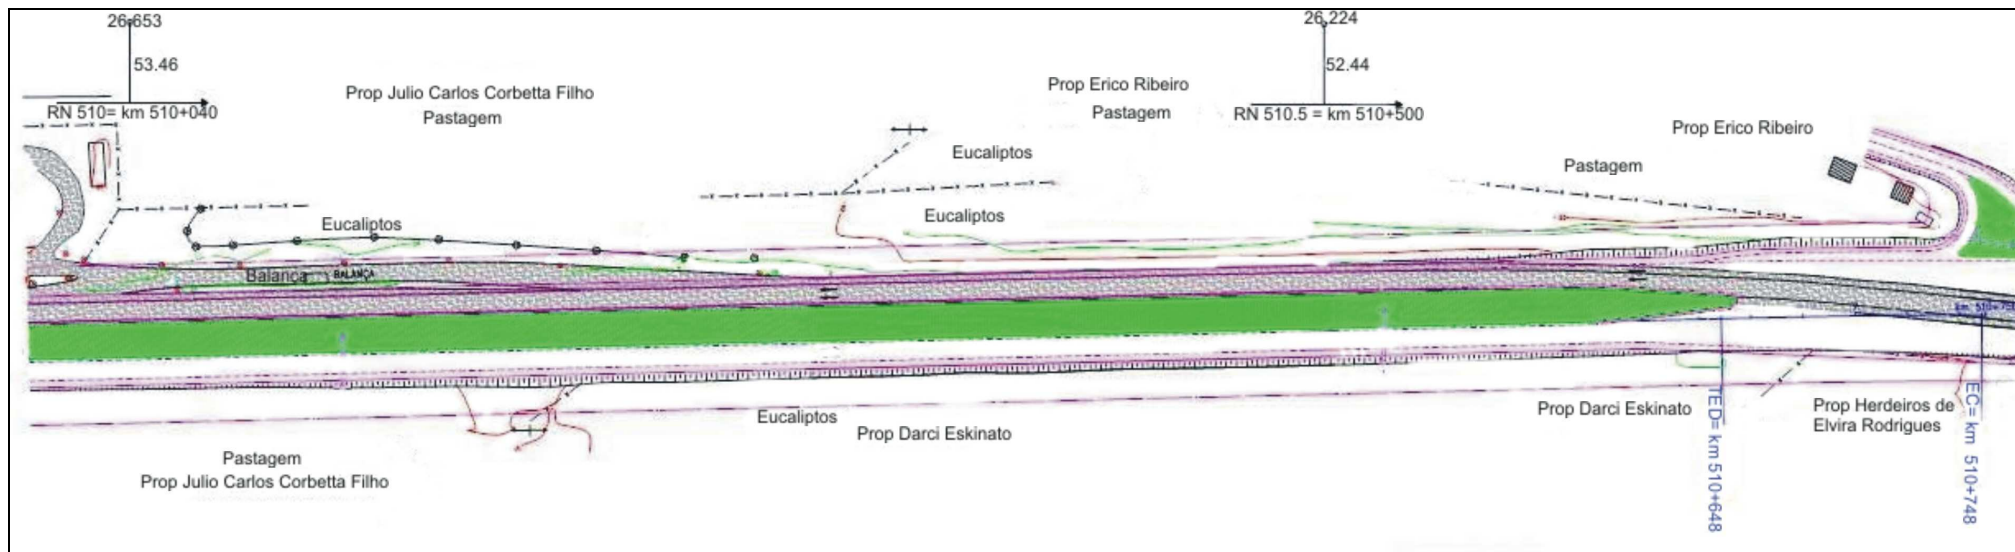 26.653
53.46
RN 510= km 510+040
Prop Julio Carlos Corbetta Filho
Pastagem
Prop Erico Ribeiro
Pastagem
26.224
52.44
RN 510.5 = km 510+500
Prop Erico Ribeiro
Pastagem
Eucaliptos
Eucaliptos
Eucaliptos
Balança
BALANÇA
Eucaliptos
Prop Darci Eskinato
Prop Darci Eskinato
Prop Herdeiros de
Elvira Rodrigues
Pastagem
Prop Julio Carlos Corbetta Filho
TED= km 510+648
EC= km 510+748